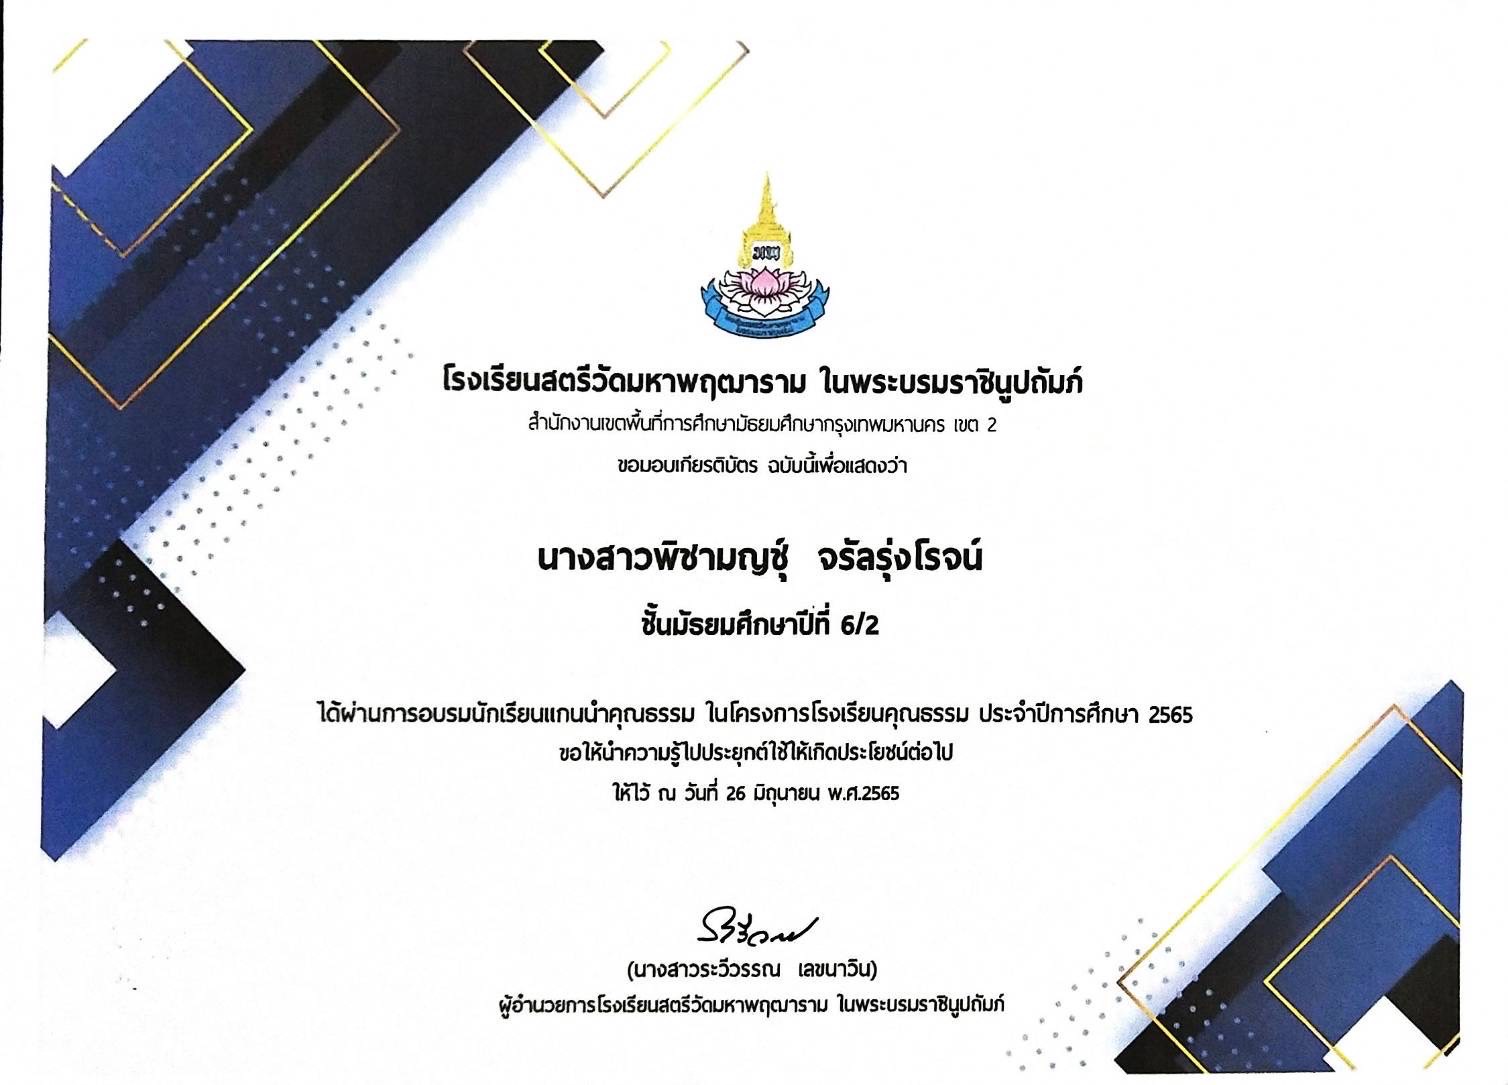 โรงเรียนสตรีวัดมหาพฤฒาราม ในพระบรมราชินูปถัมภ์
สำนักงานเขตพื้นที่การศึกษามัธยมศึกษากรุงเทพมหานคร เขต 2
ขอมอบเกียรติบัตร ฉบับนี้เพื่อแสดงว่า
นางสาวพิชามญชุ์ จรัลรุ่งโรจน์
ชั้นมัธยมศึกษาปีที่ 6/2
ได้ผ่านการอบรมนักเรียนแกนนำคุณธรรม ในโครงการโรงเรียนคุณธรรม ประจำปีการศึกษา 2565
ขอให้นำความรู้ไปประยุกต์ใช้ให้เกิดประโยชน์ต่อไป
ให้ไว้ ณ วันที่ 26 มิถุนายน พ.ศ.2565
(นางสาวระวีวรรณ เลขนาวิน)
ผู้อำนวยการโรงเรียนสตรีวัดมหาพฤฒาราม ในพระบรมราชินูปถัมภ์